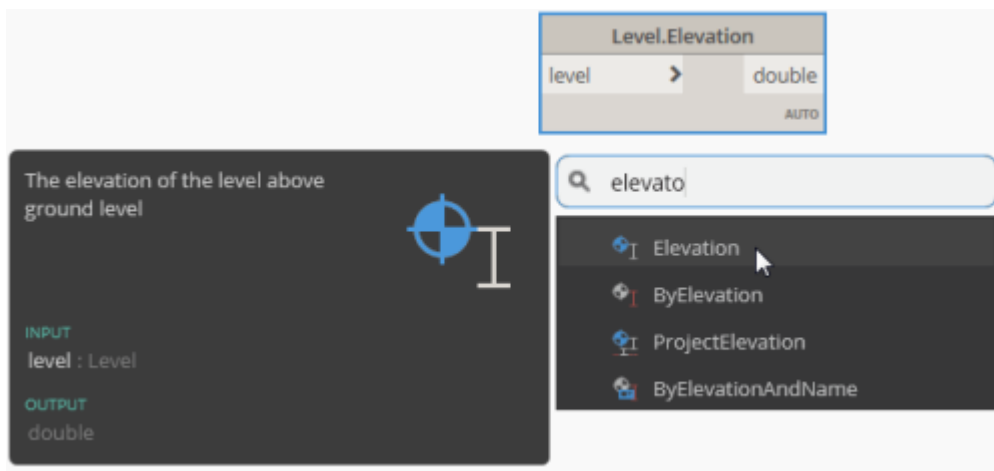 Level.Elevation
level > double
AUTO
The elevation of the level above
ground level
INPUT
level : Level
OUTPUT
double
elevato
Elevation
ByElevation
ProjectElevation
ByElevationAndName